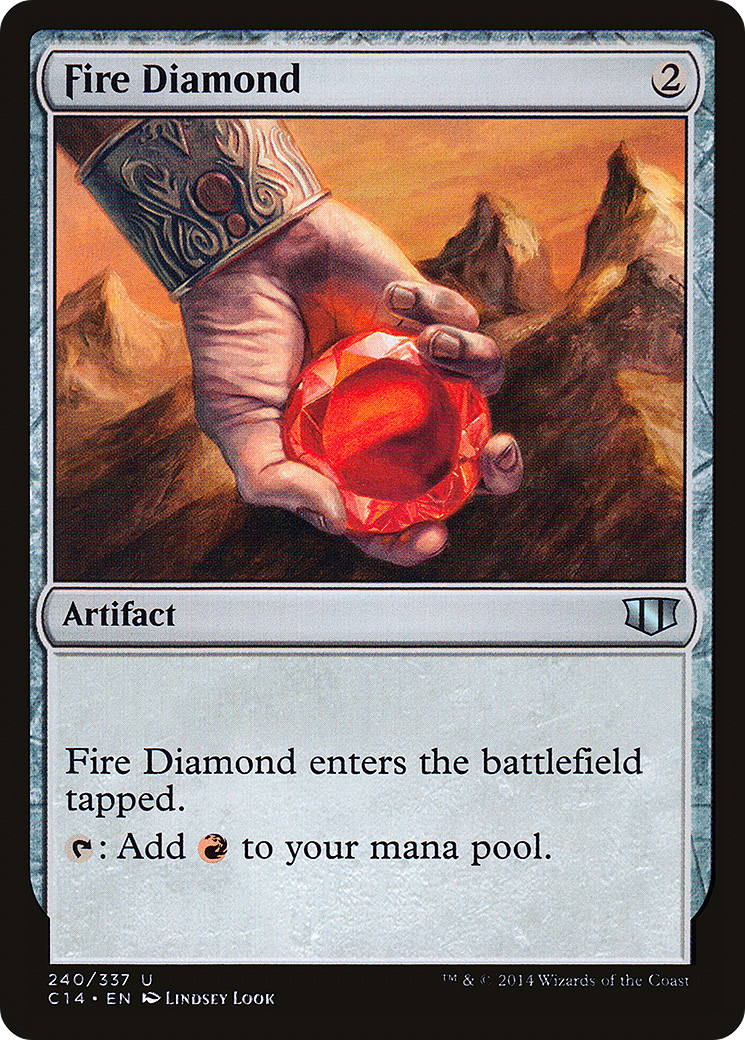 Fire Diamond 2
Artifact
Fire Diamond enters the battlefield
tapped.
: Add to your mana pool.
240/337 U ™ & © 2014 Wizards of the Coast
C14 • EN Lindsey Look